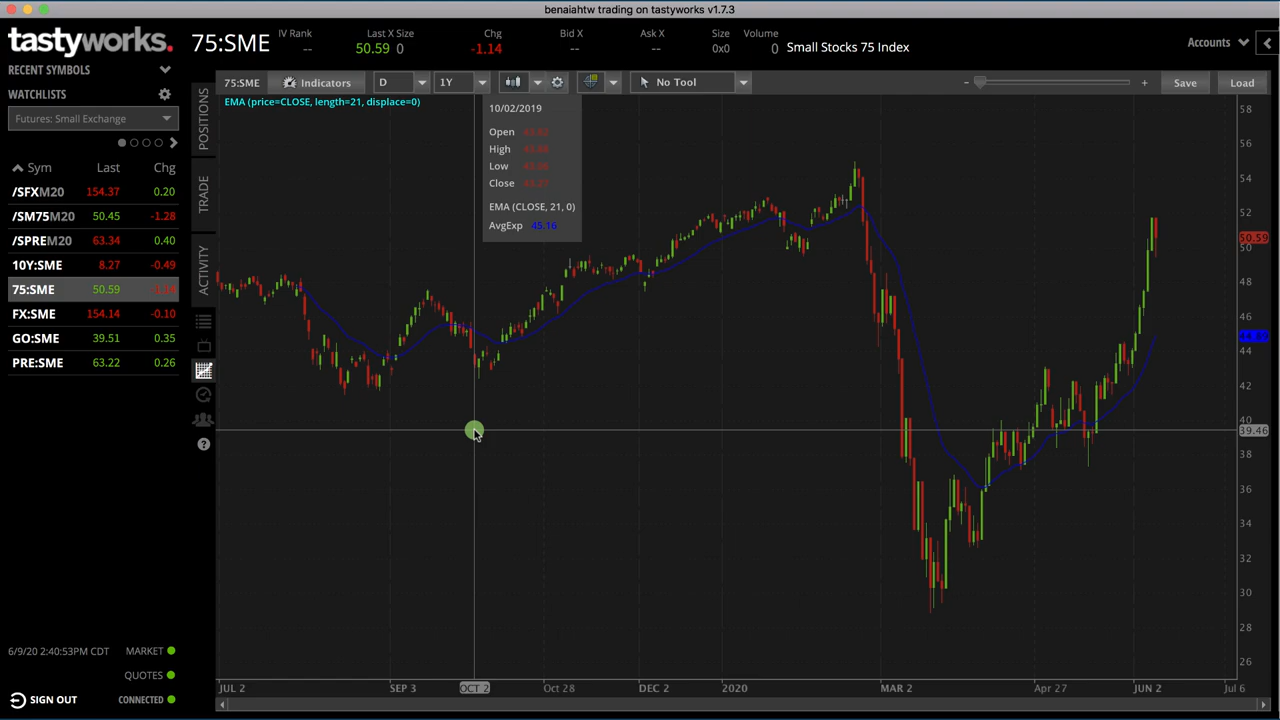 benaiahtw trading on tastyworks v1.7.3
tastyworks.
75:SME
IV Rank
--
Last X Size
50.59 0
Chg
-1.14
Bid X
--
Ask X
--
Size
0x0
Volume
0
Small Stocks 75 Index
Accounts
RECENT SYMBOLS
WATCHLISTS
Futures: Small Exchange
Sym Last Chg
/SFXM20 154.37 0.20
/SM75M20 50.45 -1.28
/SPREM20 63.34 0.40
10Y:SME 8.27 -0.49
75:SME 50.59
FX:SME 154.14 -0.10
GO:SME 39.51 0.35
PRE:SME 63.22 0.26
6/9/20 2:40:53PM CDT MARKET
QUOTES
SIGN OUT CONNECTED
POSITIONS
TRADE
ACTIVITY
75:SME Indicators D 1Y No Tool - + Save Load
EMA (price=CLOSE, length=21, displace=0)
10/02/2019
Open
High
Low
Close
EMA (CLOSE, 21, 0)
AvgExp 45.16
58
56
54
52
50.59
50
48
46
44
42
40
39.46
38
36
34
32
30
28
26
JUL 2 SEP 3 OCT 2 Oct 28 DEC 2 2020 MAR 2 Apr 27 JUN 2 Jul 6